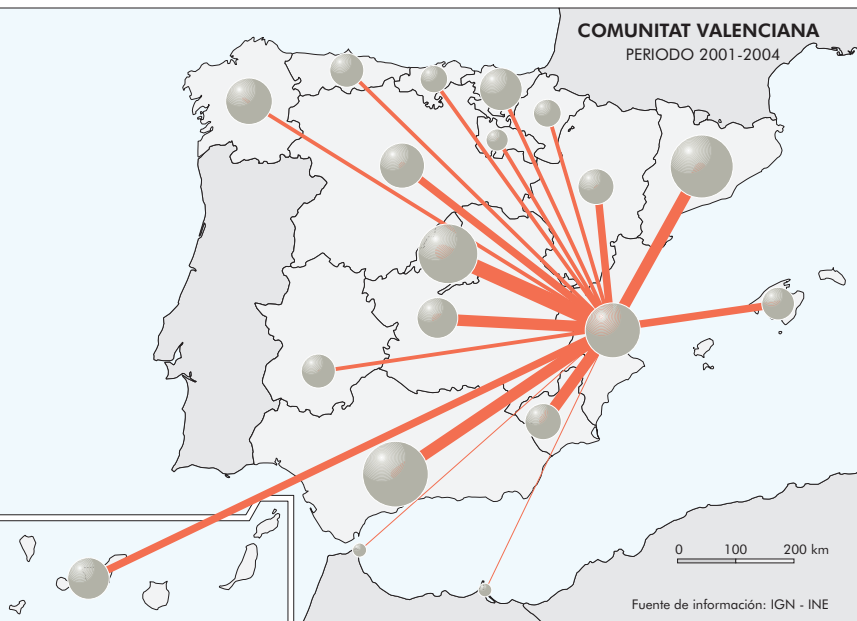 COMUNITAT VALENCIANA
PERIODO 2001-2004
0 100 200 km
Fuente de información: IGN - INE